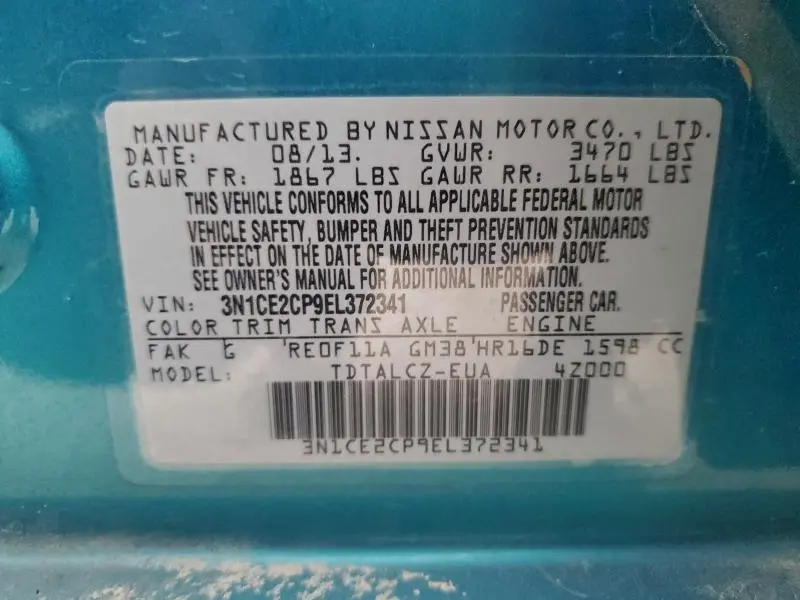 MANUFACTURED BY NISSAN MOTOR CO., LTD.
DATE: 08/13. GVWR: 3470 LBS
GAWR FR: 1867 LBS GAWR RR: 1664 LBS
THIS VEHICLE CONFORMS TO ALL APPLICABLE FEDERAL MOTOR
VEHICLE SAFETY, BUMPER AND THEFT PREVENTION STANDARDS
IN EFFECT ON THE DATE OF MANUFACTURE SHOWN ABOVE.
SEE OWNER'S MANUAL FOR ADDITIONAL INFORMATION.
VIN: 3N1CE2CP9EL372341 PASSENGER CAR.
COLOR TRIM TRANS AXLE ENGINE
FAK G 'RE0F11A GM38'HR16DE 1598 CC
MODEL: TDTALCZ-EUA 4Z000
3N1CE2CP9EL372341